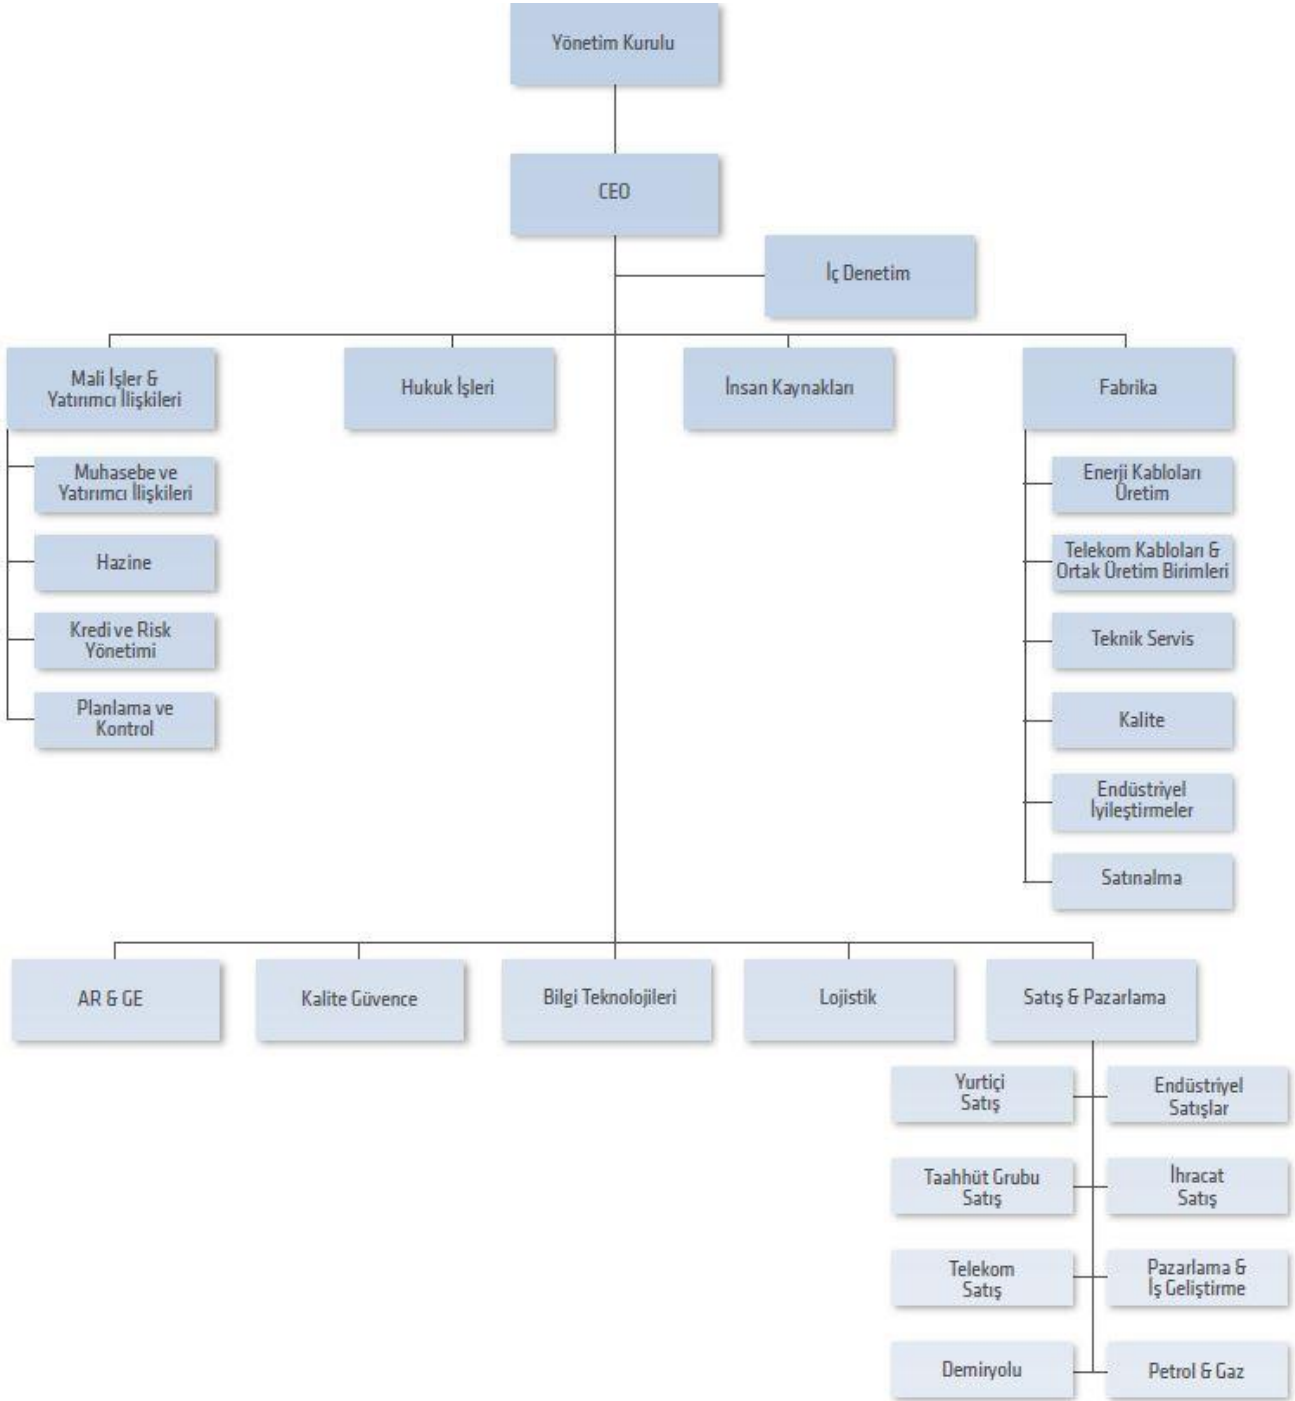 Yönetim Kurulu
CEO
İç Denetim
Mali İşler &
Yatırımcı İlişkileri
Hukuk İşleri
İnsan Kaynakları
Fabrika
Muhasebe ve
Yatırımcı İlişkileri
Hazine
Kredi ve Risk
Yönetimi
Planlama ve
Kontrol
Enerji Kabloları
Üretim
Telekom Kabloları &
Ortak Üretim Birimleri
Teknik Servis
Kalite
Endüstriyel
İyileştirmeler
Satınalma
AR & GE
Kalite Güvence
Bilgi Teknolojileri
Lojistik
Satış & Pazarlama
Yurtiçi
Satış
Endüstriyel
Satışlar
Taahhüt Grubu
Satış
İhracat
Satış
Telekom
Satış
Pazarlama &
İş Geliştirme
Demiryolu
Petrol & Gaz